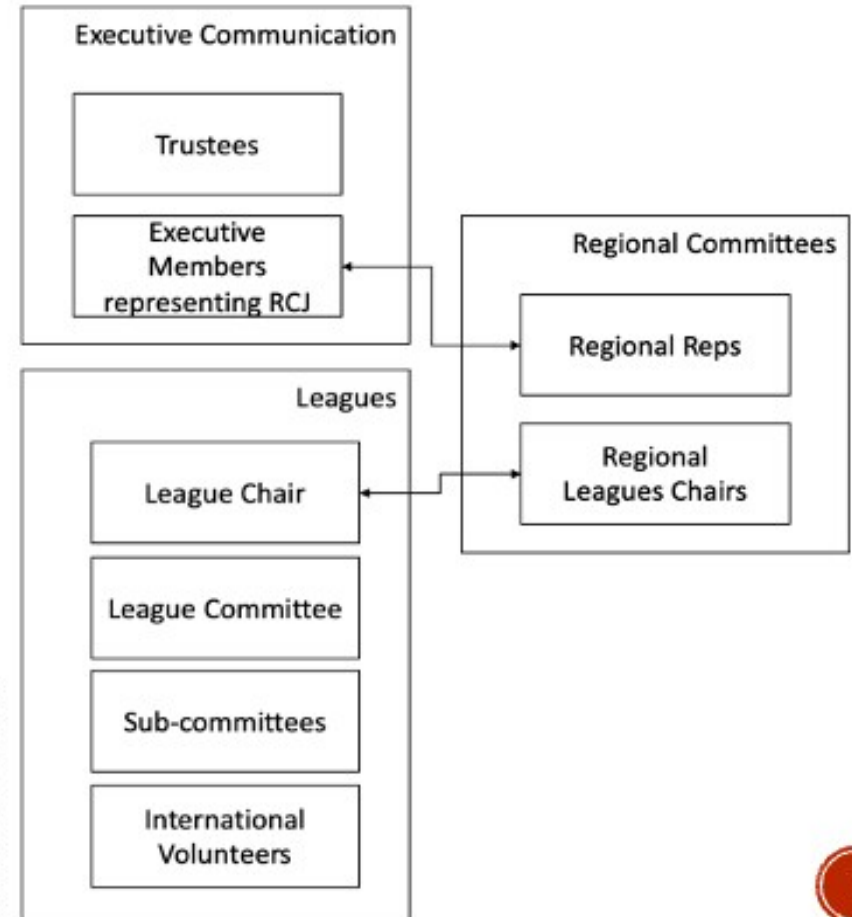 Executive Communication
Trustees
Executive
Members
representing RCJ
Regional Committees
Regional Reps
Regional
Leagues Chairs
Leagues
League Chair
League Committee
Sub-committees
International
Volunteers